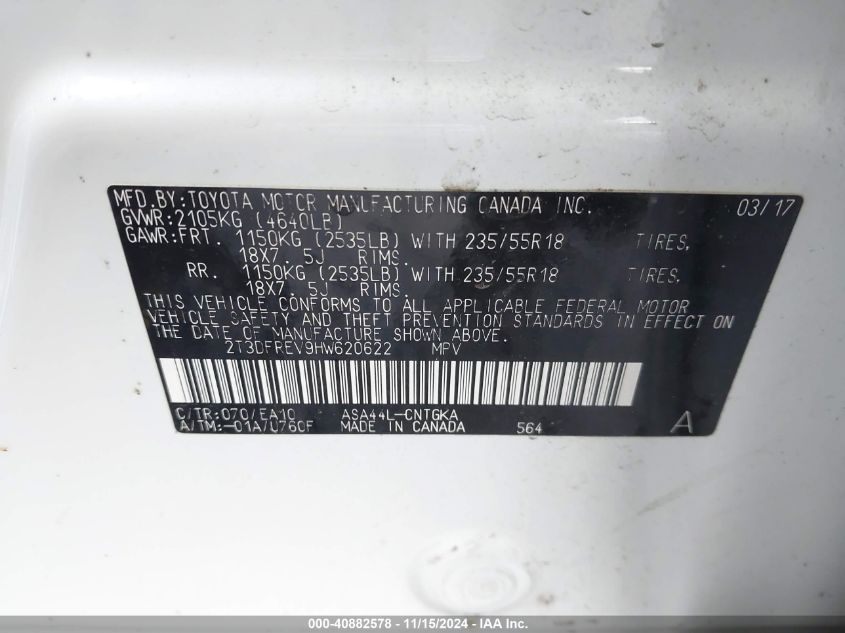 MFD.BY:TOYOTA MOTOR MANUFACTURING CANADA INC. 03/17
GVWR:2105KG (4640LB)
GAWR:FRT. 1150KG (2535LB) WITH 235/55R18 TIRES,
18X7. 5J RIMS.
RR. 1150KG (2535LB) WITH 235/55R18 TIRES,
18X7. 5J RIMS.
THIS VEHICLE CONFORMS TO ALL APPLICABLE FEDERAL MOTOR
VEHICLE SAFETY AND THEFT PREVENTION STANDARDS IN EFFECT ON
THE DATE OF MANUFACTURE SHOWN ABOVE.
2T3DFREV9HW620622 MPV
C/TR:070/EA10 ASA44L-CNTGKA
A/TM:-01A/U760F MADE IN CANADA 564 A
000-40882578 - 11/15/2024 - IAA Inc.